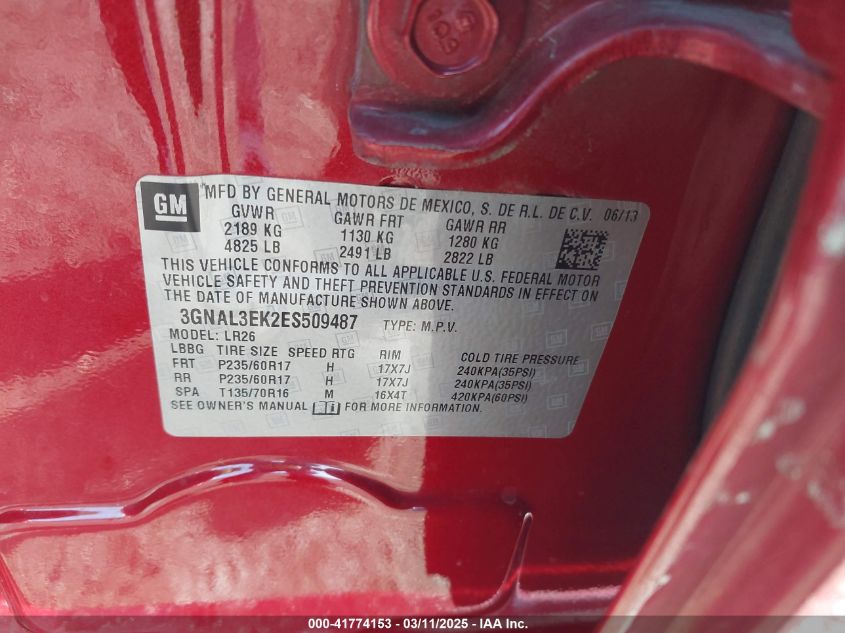 GM
MFD BY GENERAL MOTORS DE MEXICO, S. DE R.L. DE C.V. 06/13
GVWR GAWR FRT GAWR RR
2189 KG 1130 KG 1280 KG
4825 LB 2491 LB 2822 LB
THIS VEHICLE CONFORMS TO ALL APPLICABLE U.S. FEDERAL MOTOR
VEHICLE SAFETY AND THEFT PREVENTION STANDARDS IN EFFECT ON
THE DATE OF MANUFACTURE SHOWN ABOVE.
3GNAL3EK2ES509487 TYPE: M.P.V.
MODEL: LR26
LBBG TIRE SIZE SPEED RTG RIM COLD TIRE PRESSURE
FRT P235/60R17 H 17X7J 240KPA(35PSI)
RR P235/60R17 H 17X7J 240KPA(35PSI)
SPA T135/70R16 M 16X4T 420KPA(60PSI)
SEE OWNER'S MANUAL FOR MORE INFORMATION.
000-41774153 - 03/11/2025 - IAA Inc.